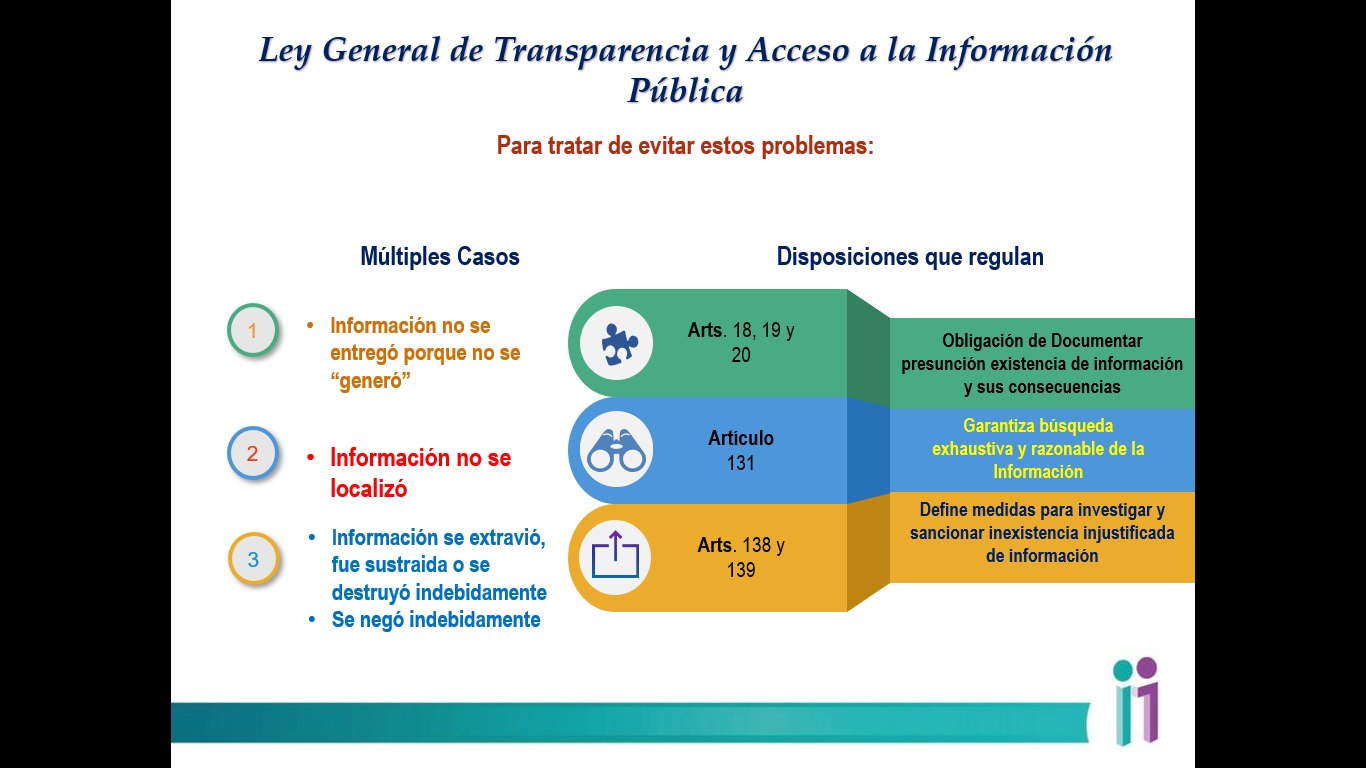 Ley General de Transparencia y Acceso a la Información
Pública
Para tratar de evitar estos problemas:
Múltiples Casos
Disposiciones que regulan
1
• Información no se
entregó porque no se
“generó”
Arts. 18, 19 y
20
Obligación de Documentar
presunción existencia de información
y sus consecuencias
2
• Información no se
localizó
Artículo
131
Garantiza búsqueda
exhaustiva y razonable de la
Información
3
• Información se extravió,
fue sustraida o se
destruyó indebidamente
• Se negó indebidamente
Arts. 138 y
139
Define medidas para investigar y
sancionar inexistencia injustificada
de información